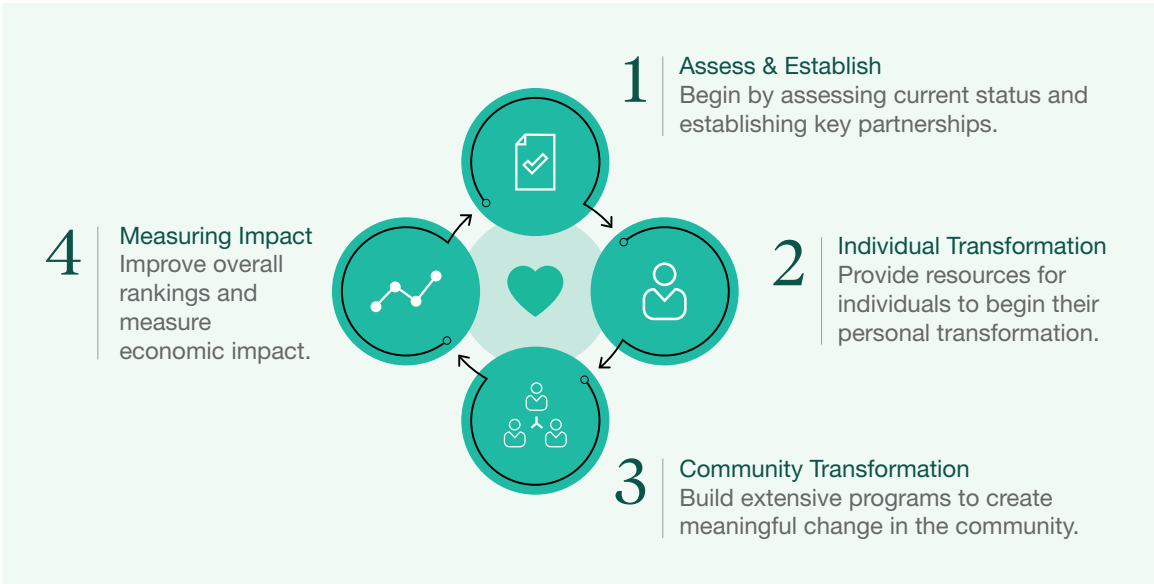 1
Assess & Establish
Begin by assessing current status and
establishing key partnerships.
2
Individual Transformation
Provide resources for
individuals to begin their
personal transformation.
3
Community Transformation
Build extensive programs to create
meaningful change in the community.
4
Measuring Impact
Improve overall
rankings and
measure
economic impact.